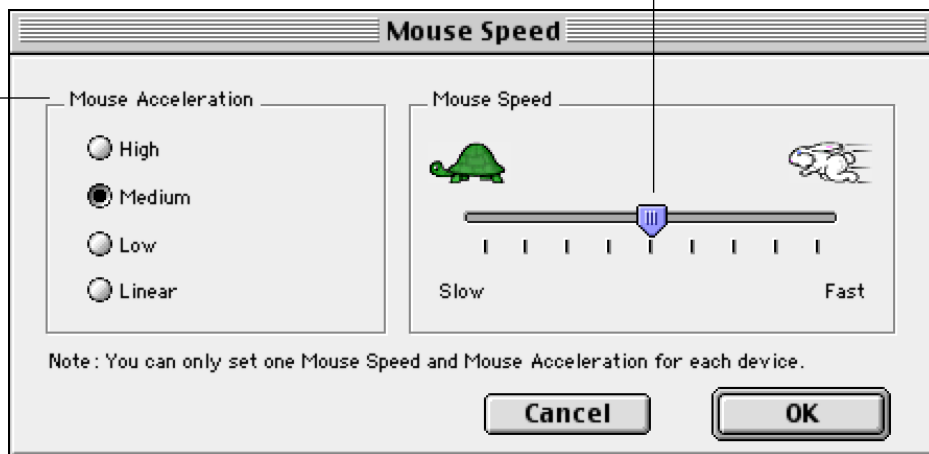 Mouse Speed
Mouse Acceleration
High
Medium
Low
Linear
Mouse Speed
Slow
Fast
Note: You can only set one Mouse Speed and Mouse Acceleration for each device.
Cancel
OK